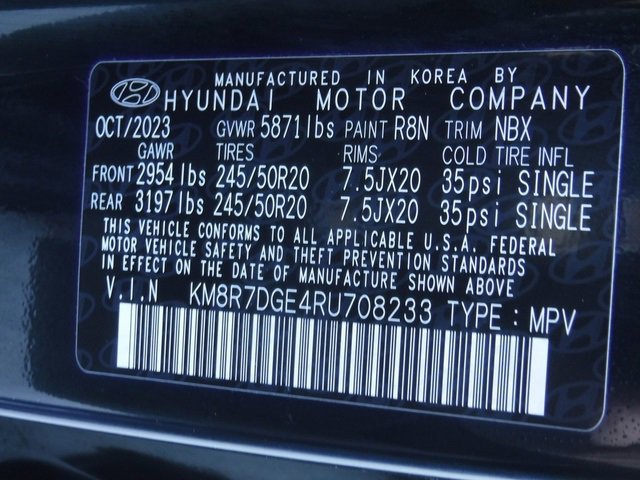 MANUFACTURED IN KOREA BY
HYUNDAI MOTOR COMPANY
OCT/2023 GVWR 5871lbs PAINT R8N TRIM NBX
GAWR TIRES RIMS COLD TIRE INFL
FRONT 2954lbs 245/50R20 7.5JX20 35psi SINGLE
REAR 3197lbs 245/50R20 7.5JX20 35psi SINGLE
THIS VEHICLE CONFORMS TO ALL APPLICABLE U.S.A. FEDERAL
MOTOR VEHICLE SAFETY AND THEFT PREVENTION STANDARDS
IN EFFECT ON THE DATE OF MANUFACTURE SHOWN ABOVE
V.I.N KM8R7DGE4RU708233 TYPE : MPV